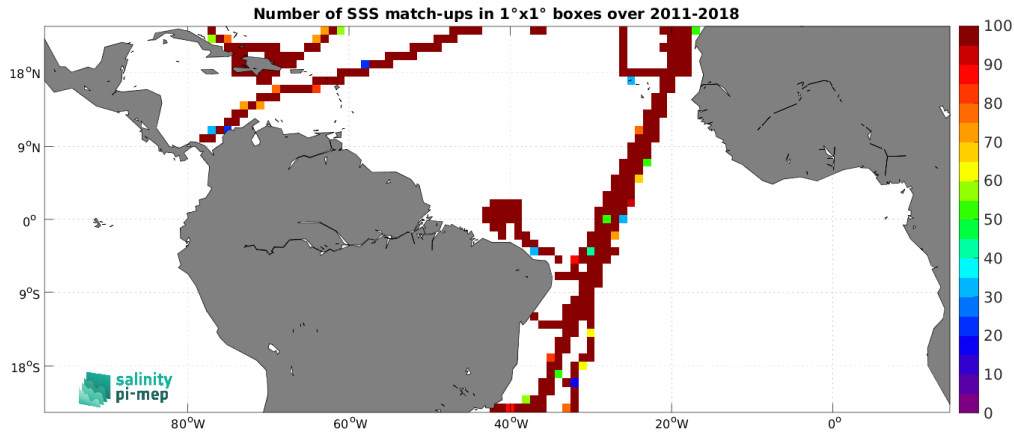 Number of SSS match-ups in 1°x1° boxes over 2011-2018
100
90
80
70
60
50
40
30
20
10
0
18°N
9°N
0°
9°S
18°S
80°W
60°W
40°W
20°W
0°
salinity
pi-mep